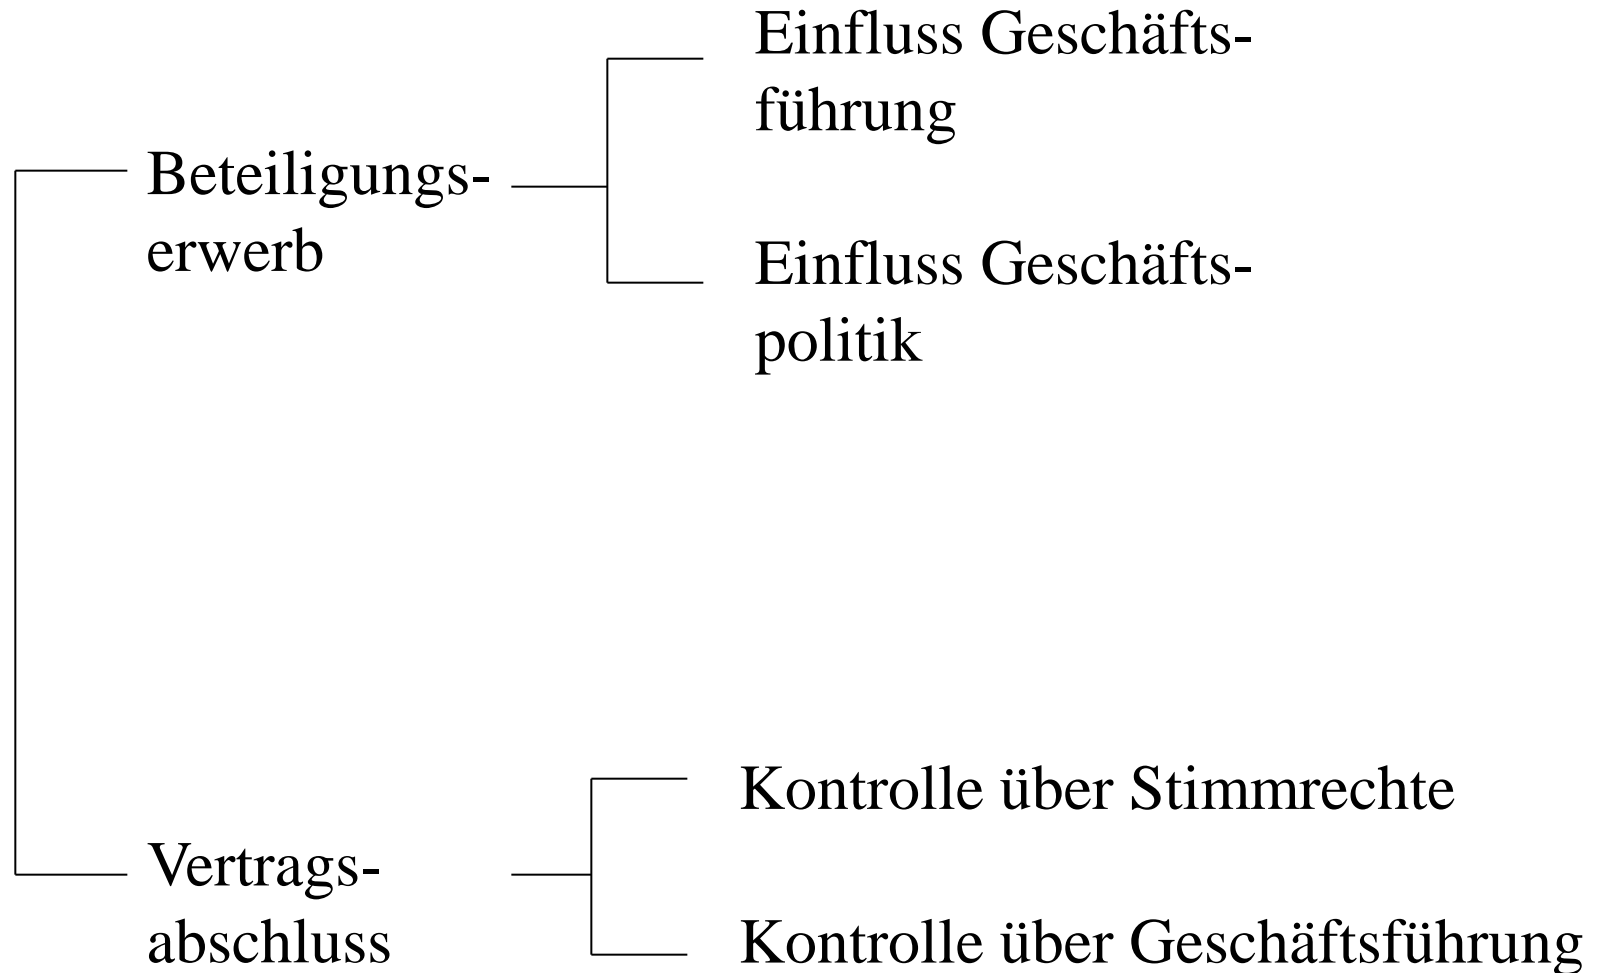 Einfluss Geschäfts-
führung
Beteiligungs-
erwerb
Einfluss Geschäfts-
politik
Kontrolle über Stimmrechte
Vertrags-
abschluss
Kontrolle über Geschäftsführung